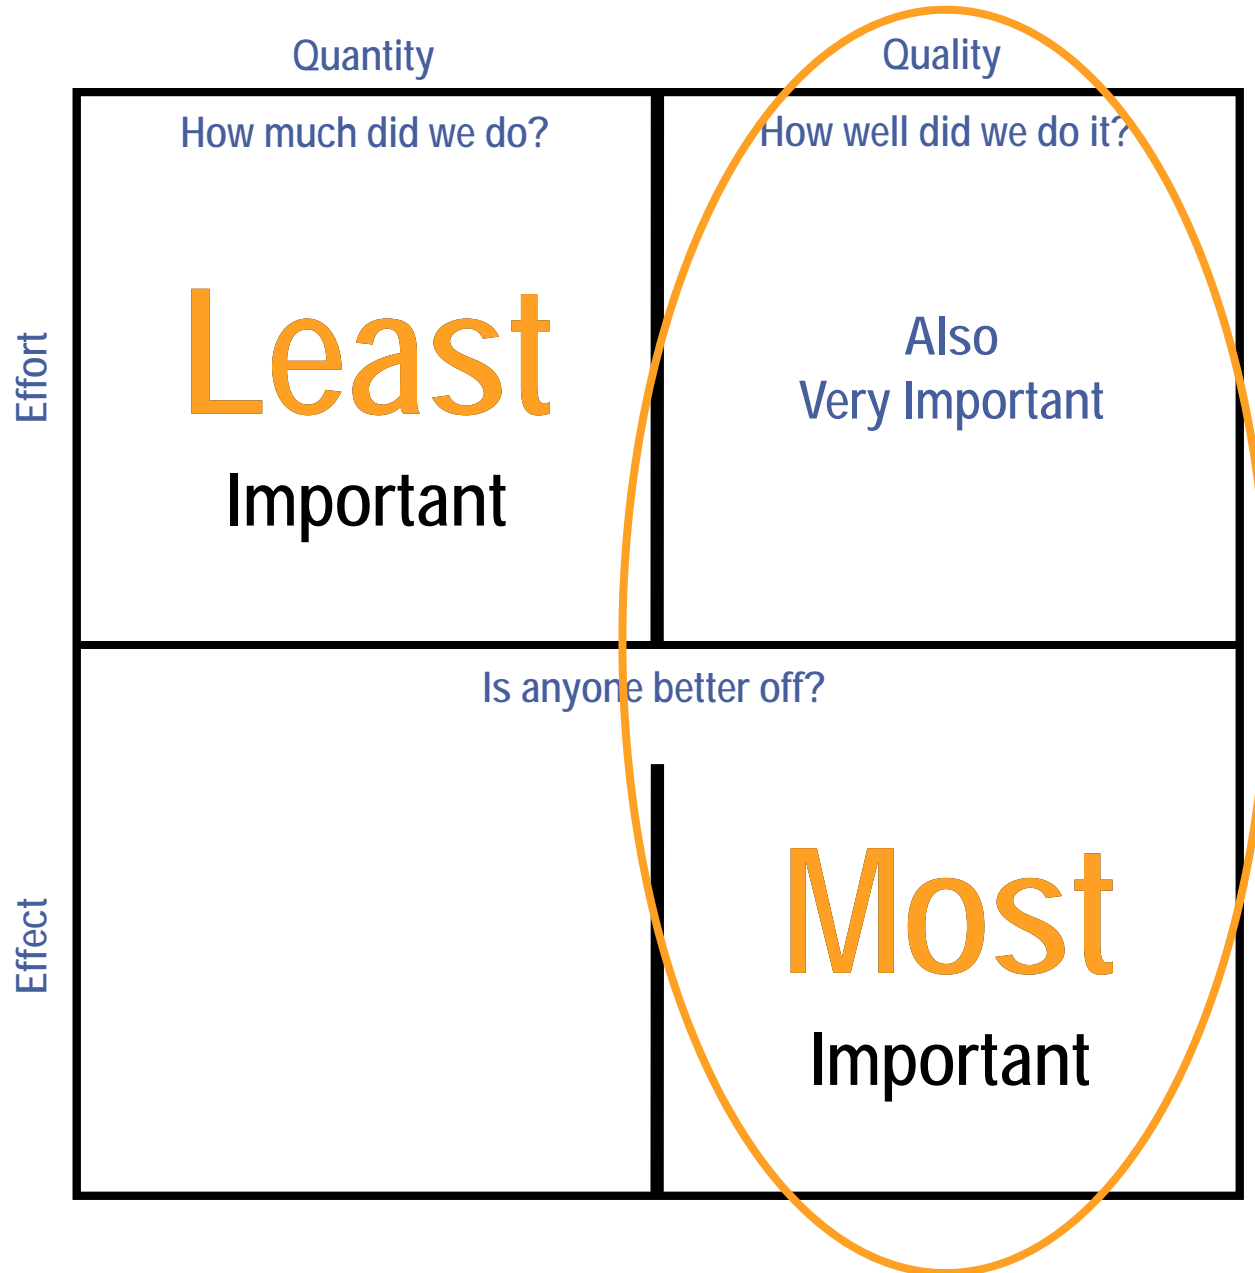 Quantity
Quality
How much did we do?
How well did we do it?
Effort
Least
Important
Also
Very Important
Is anyone better off?
Effect
Most
Important